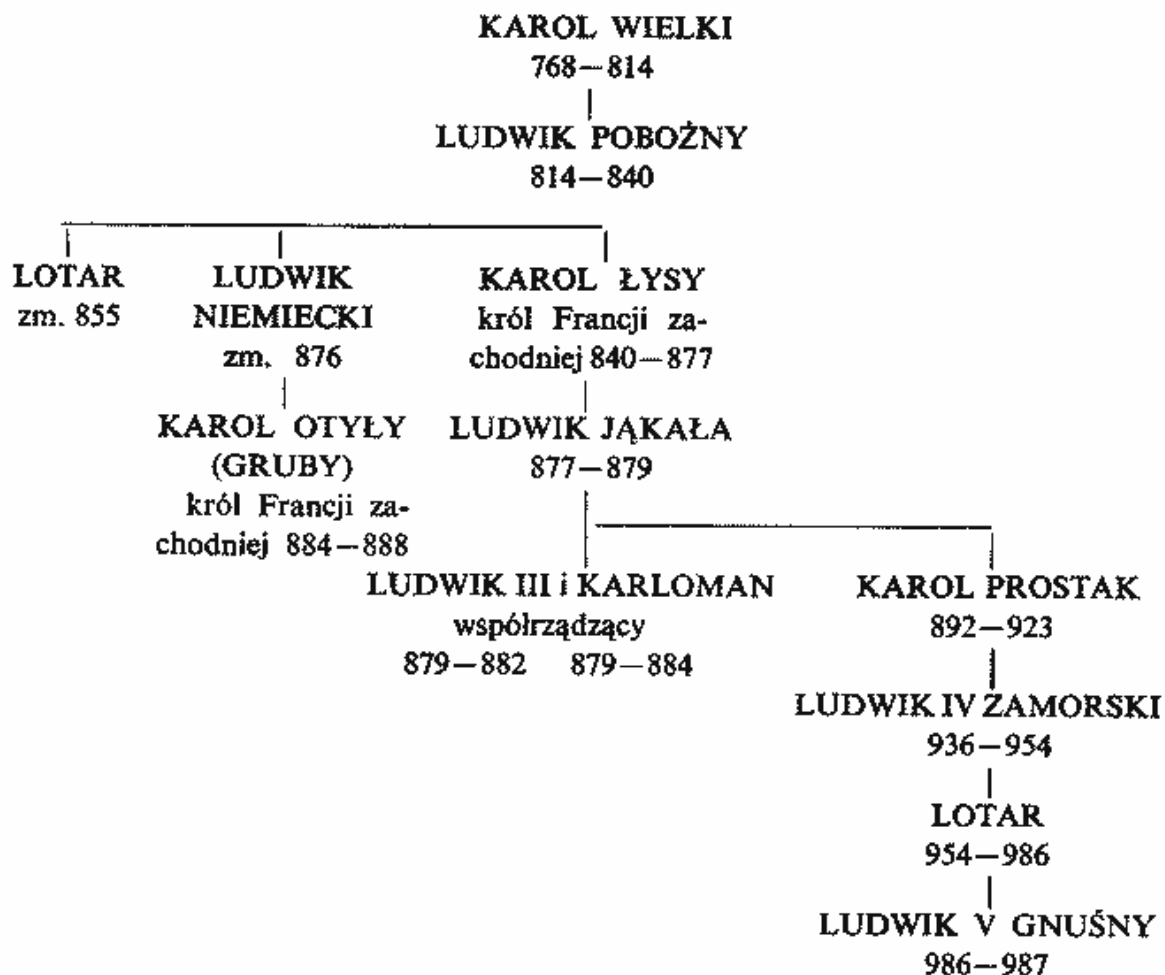 KAROL WIELKI
768—814
LUDWIK POBOŻNY
814—840
LOTAR
zm. 855
LUDWIK
NIEMIECKI
zm. 876
KAROL ŁYSY
król Francji za-
chodniej 840—877
KAROL OTYŁY
(GRUBY)
król Francji za-
chodniej 884—888
LUDWIK JĄKAŁA
877—879
LUDWIK III i KARLOMAN
współrządzący
879—882 879—884
KAROL PROSTAK
892—923
LUDWIK IV ZAMORSKI
936—954
LOTAR
954—986
LUDWIK V GNUŚNY
986—987